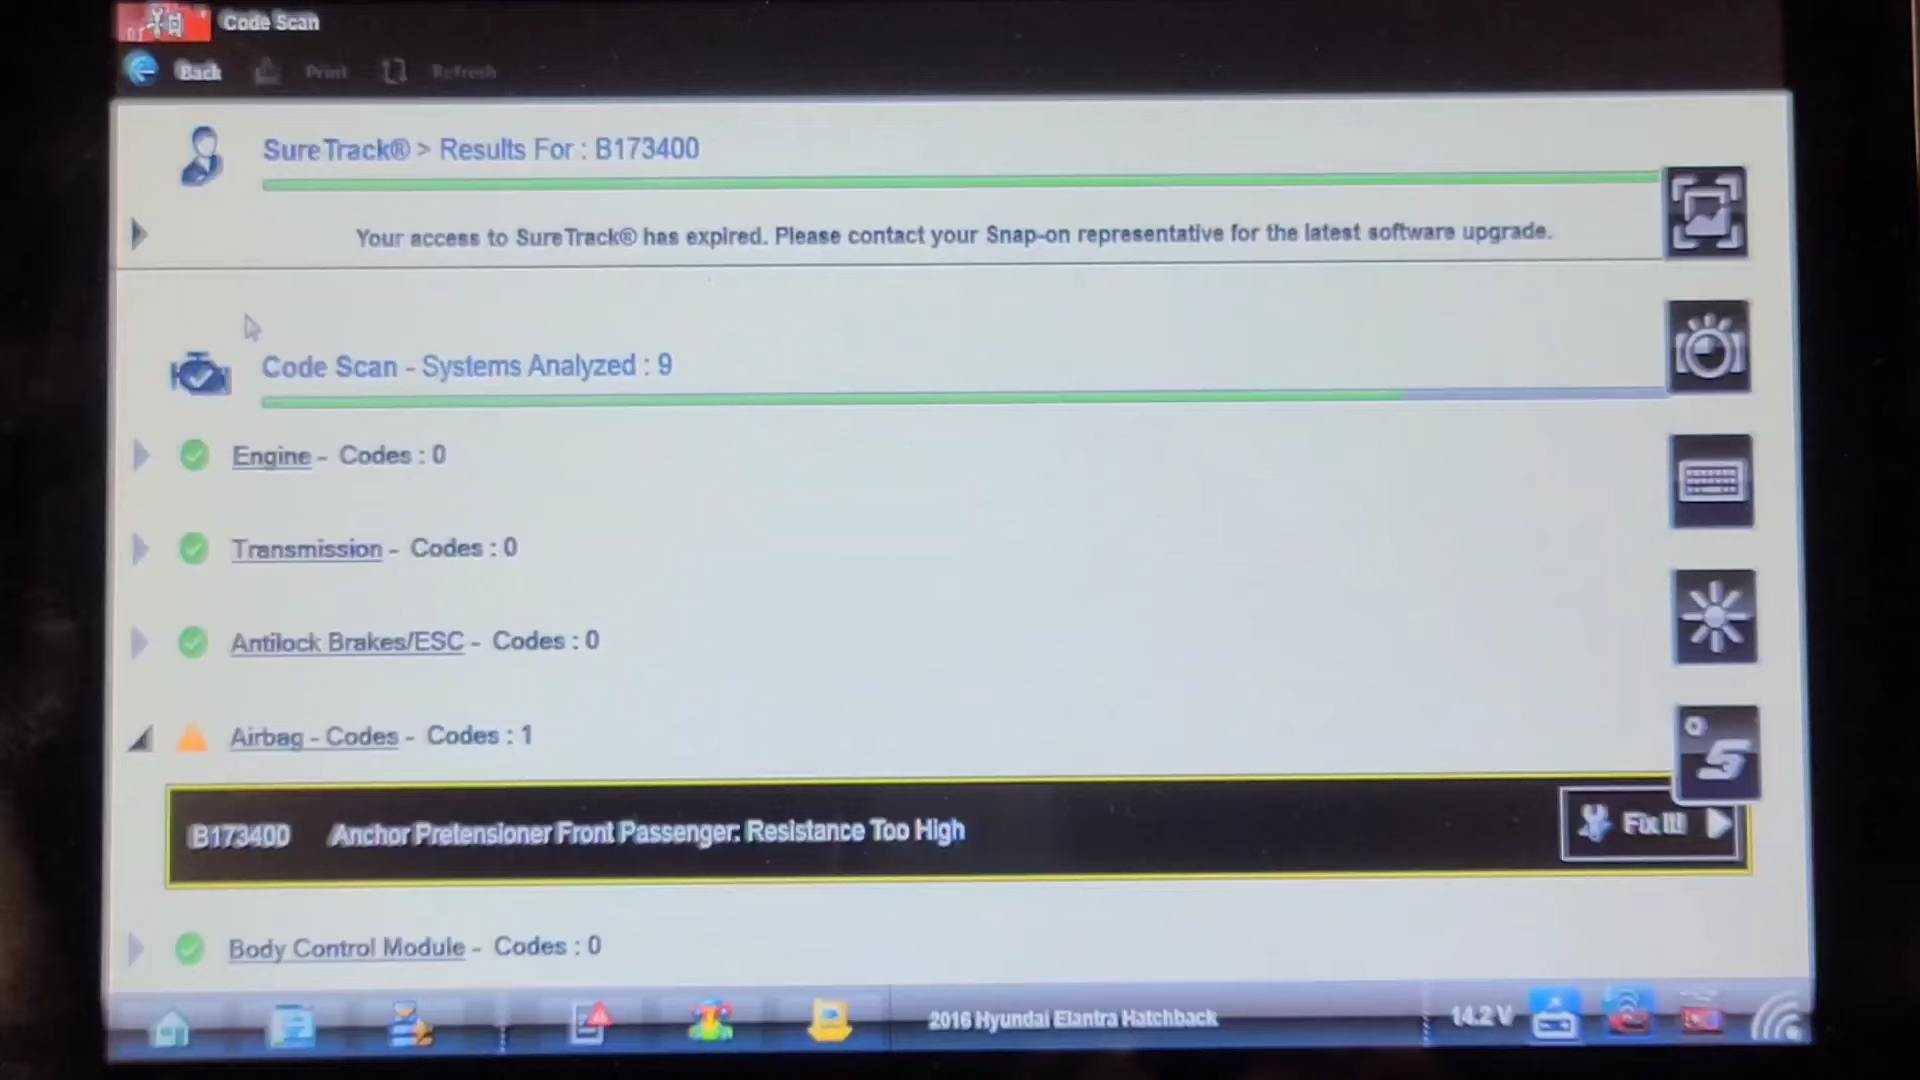 Code Scan
Back Print Refresh
SureTrack® > Results For : B173400
Your access to SureTrack® has expired. Please contact your Snap-on representative for the latest software upgrade.
Code Scan - Systems Analyzed : 9
Engine - Codes : 0
Transmission - Codes : 0
Antilock Brakes/ESC - Codes : 0
Airbag - Codes - Codes : 1
B173400 Anchor Pretensioner Front Passenger: Resistance Too High Fix It!
Body Control Module - Codes : 0
2016 Hyundai Elantra Hatchback 14.2 V